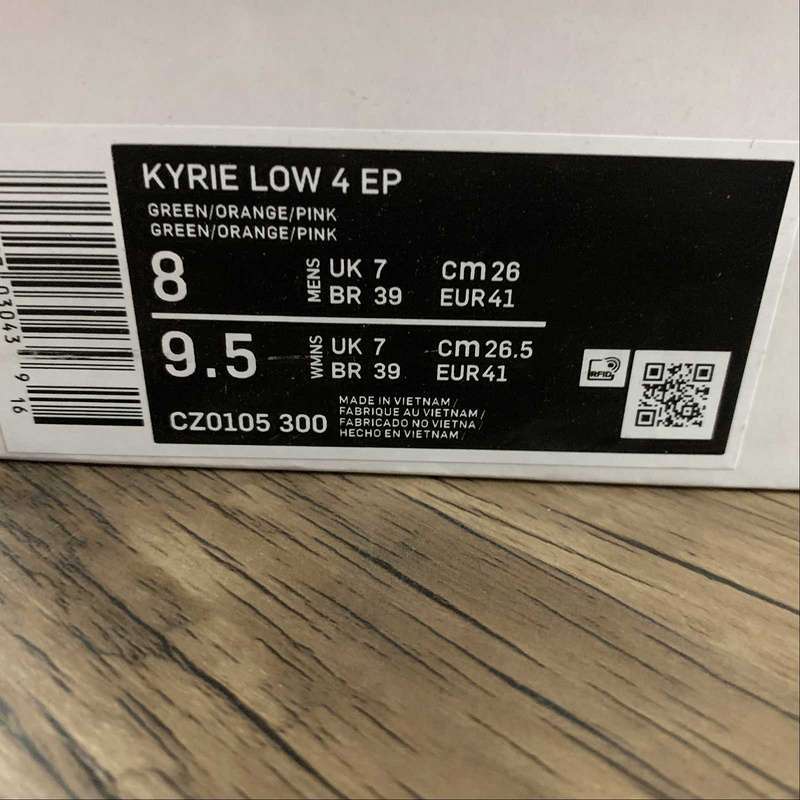 KYRIE LOW 4 EP
GREEN/ORANGE/PINK
GREEN/ORANGE/PINK
8 MENS UK 7 cm 26
BR 39 EUR 41
9.5 WMNS UK 7 cm 26.5
BR 39 EUR 41
MADE IN VIETNAM /
FABRIQUE AU VIETNAM /
FABRICADO NO VIETNA /
HECHO EN VIETNAM /
CZ0105 300
RFID
03043 9 16